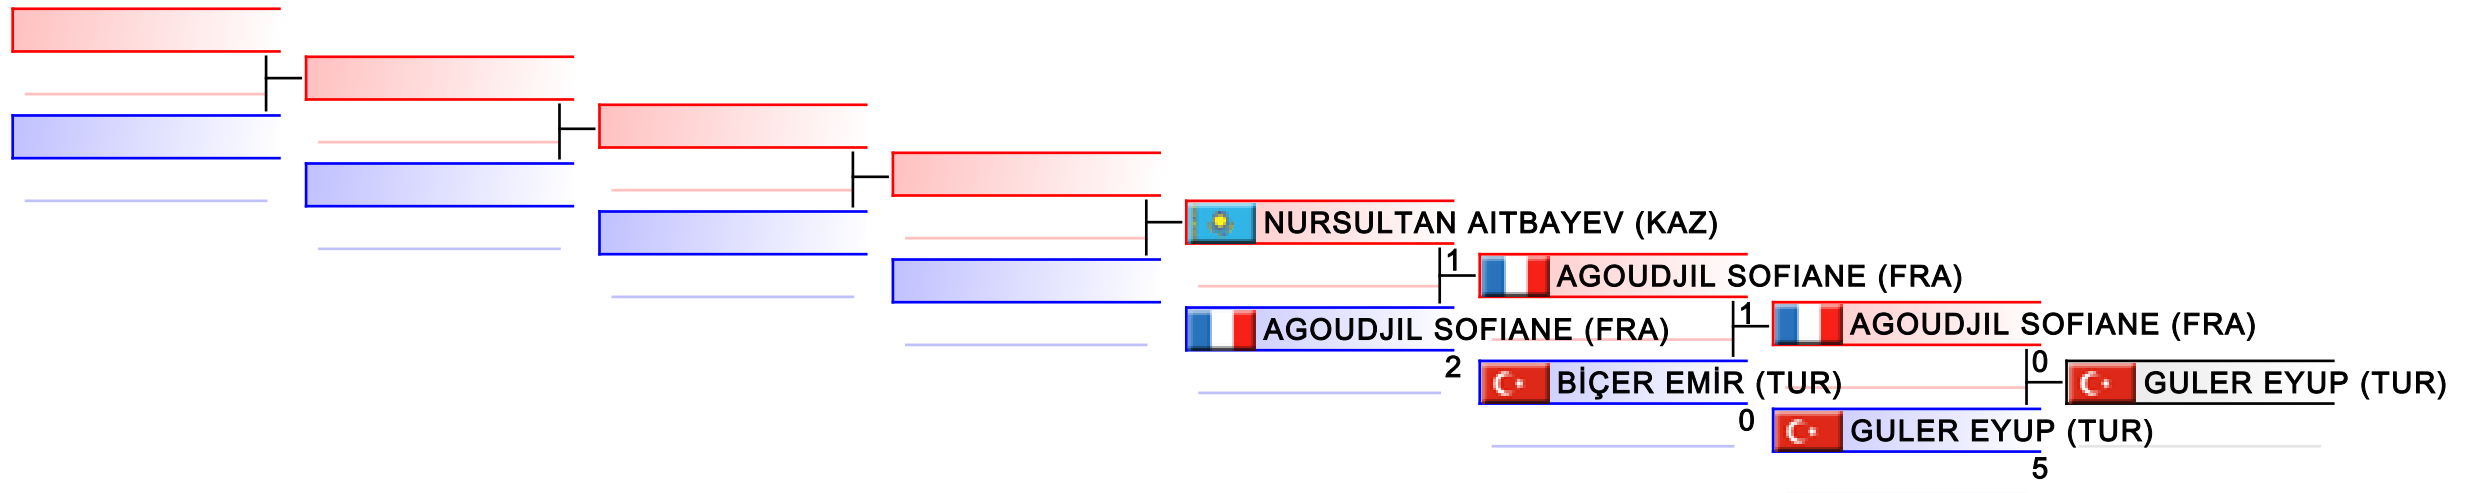 NURSULTAN AITBAYEV (KAZ)
1
AGOUDJIL SOFIANE (FRA)
AGOUDJIL SOFIANE (FRA)
2
1
BİÇER EMİR (TUR)
0
AGOUDJIL SOFIANE (FRA)
0
GULER EYUP (TUR)
GULER EYUP (TUR)
5